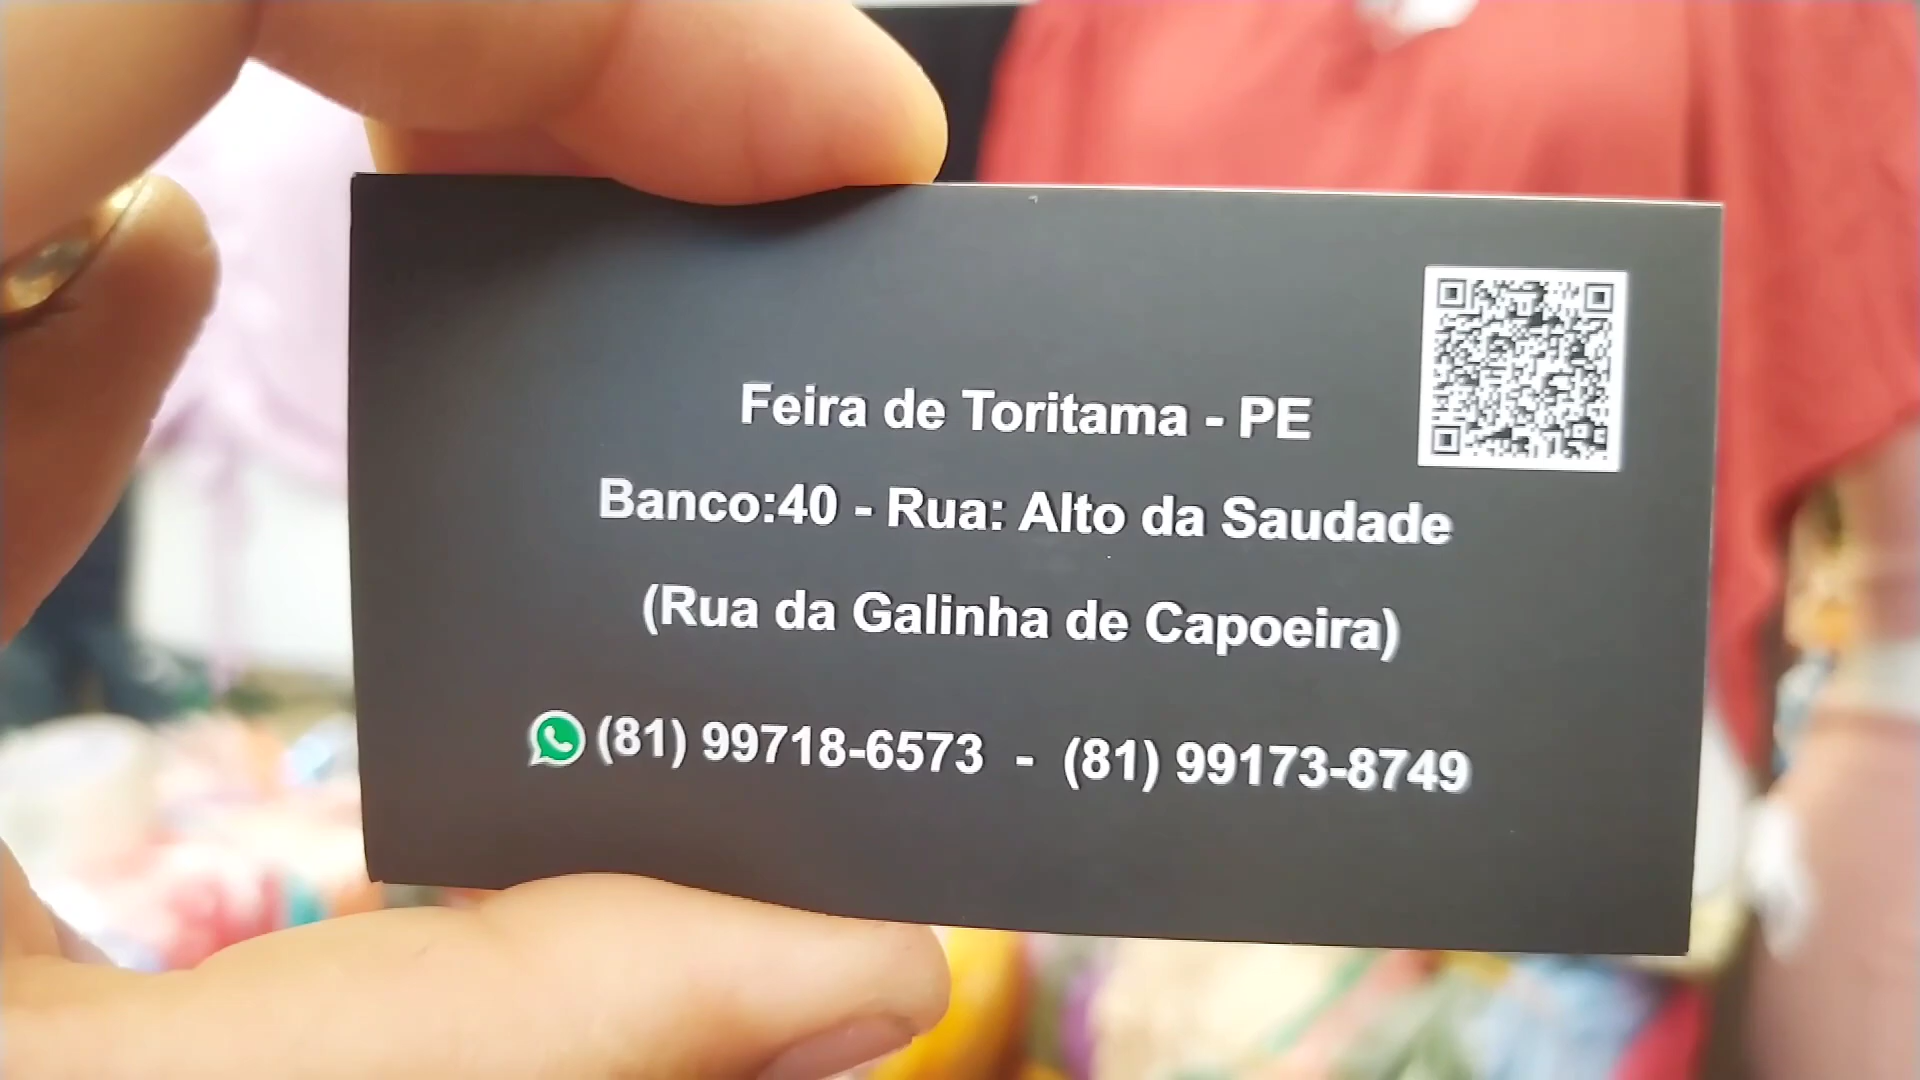 Feira de Toritama - PE
Banco:40 - Rua: Alto da Saudade
(Rua da Galinha de Capoeira)
(81) 99718-6573 - (81) 99173-8749